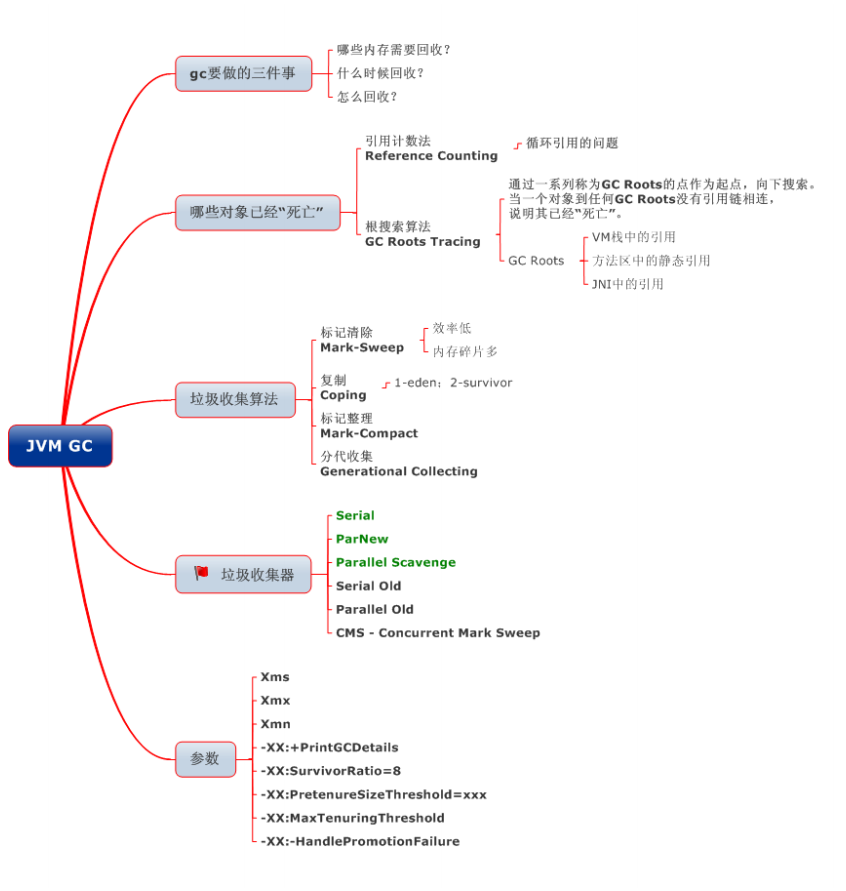 JVM GC
gc要做的三件事
哪些内存需要回收？
什么时候回收？
怎么回收？
哪些对象已经“死亡”
引用计数法
Reference Counting
循环引用的问题
根搜索算法
GC Roots Tracing
通过一系列称为GC Roots的点作为起点，向下搜索。
当一个对象到任何GC Roots没有引用链相连，
说明其已经“死亡”。
GC Roots
VM栈中的引用
方法区中的静态引用
JNI中的引用
垃圾收集算法
标记清除
Mark-Sweep
效率低
内存碎片多
复制
Coping
1-eden；2-survivor
标记整理
Mark-Compact
分代收集
Generational Collecting
垃圾收集器
Serial
ParNew
Parallel Scavenge
Serial Old
Parallel Old
CMS - Concurrent Mark Sweep
参数
Xms
Xmx
Xmn
-XX:+PrintGCDetails
-XX:SurvivorRatio=8
-XX:PretenureSizeThreshold=xxx
-XX:MaxTenuringThreshold
-XX:-HandlePromotionFailure